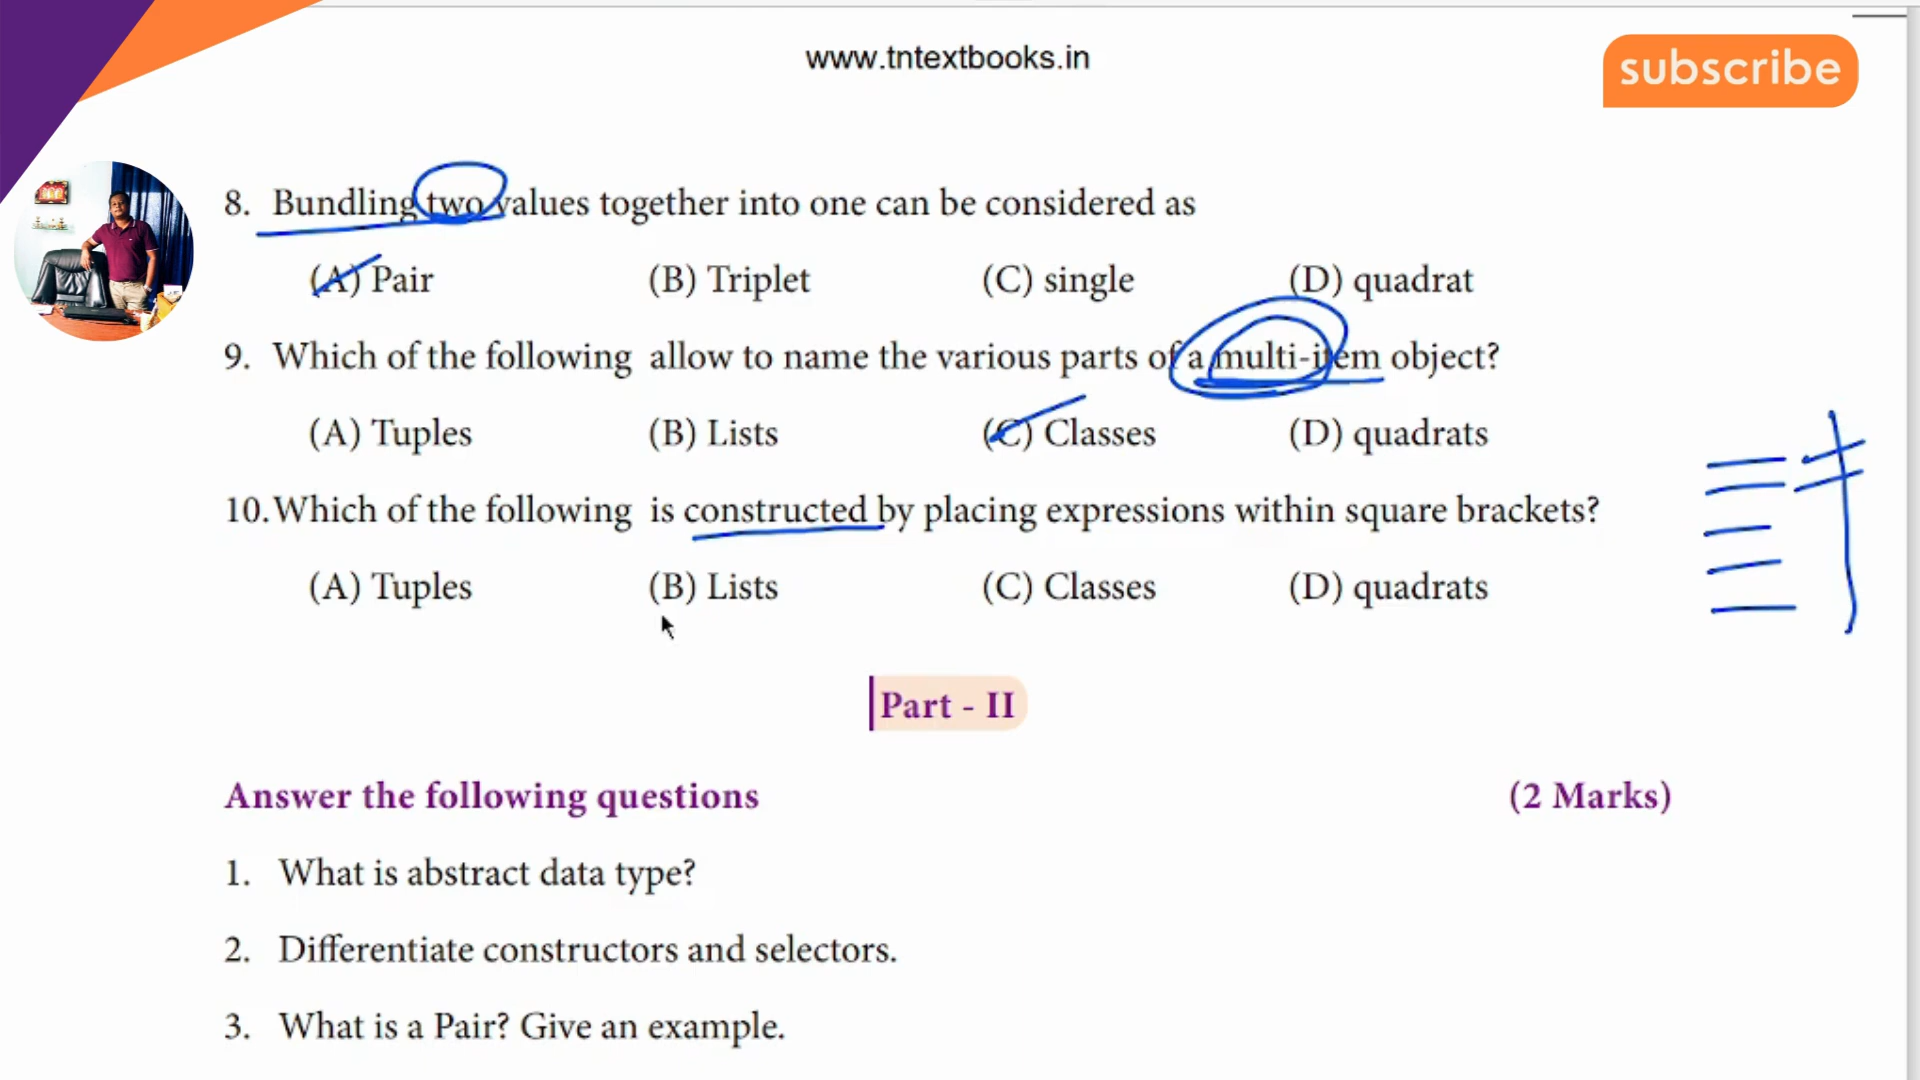 www.tntextbooks.in
subscribe
8. Bundling two values together into one can be considered as
(A) Pair (B) Triplet (C) single (D) quadrat
9. Which of the following allow to name the various parts of a multi-item object?
(A) Tuples (B) Lists (C) Classes (D) quadrats
10. Which of the following is constructed by placing expressions within square brackets?
(A) Tuples (B) Lists (C) Classes (D) quadrats
Part - II
Answer the following questions (2 Marks)
1. What is abstract data type?
2. Differentiate constructors and selectors.
3. What is a Pair? Give an example.